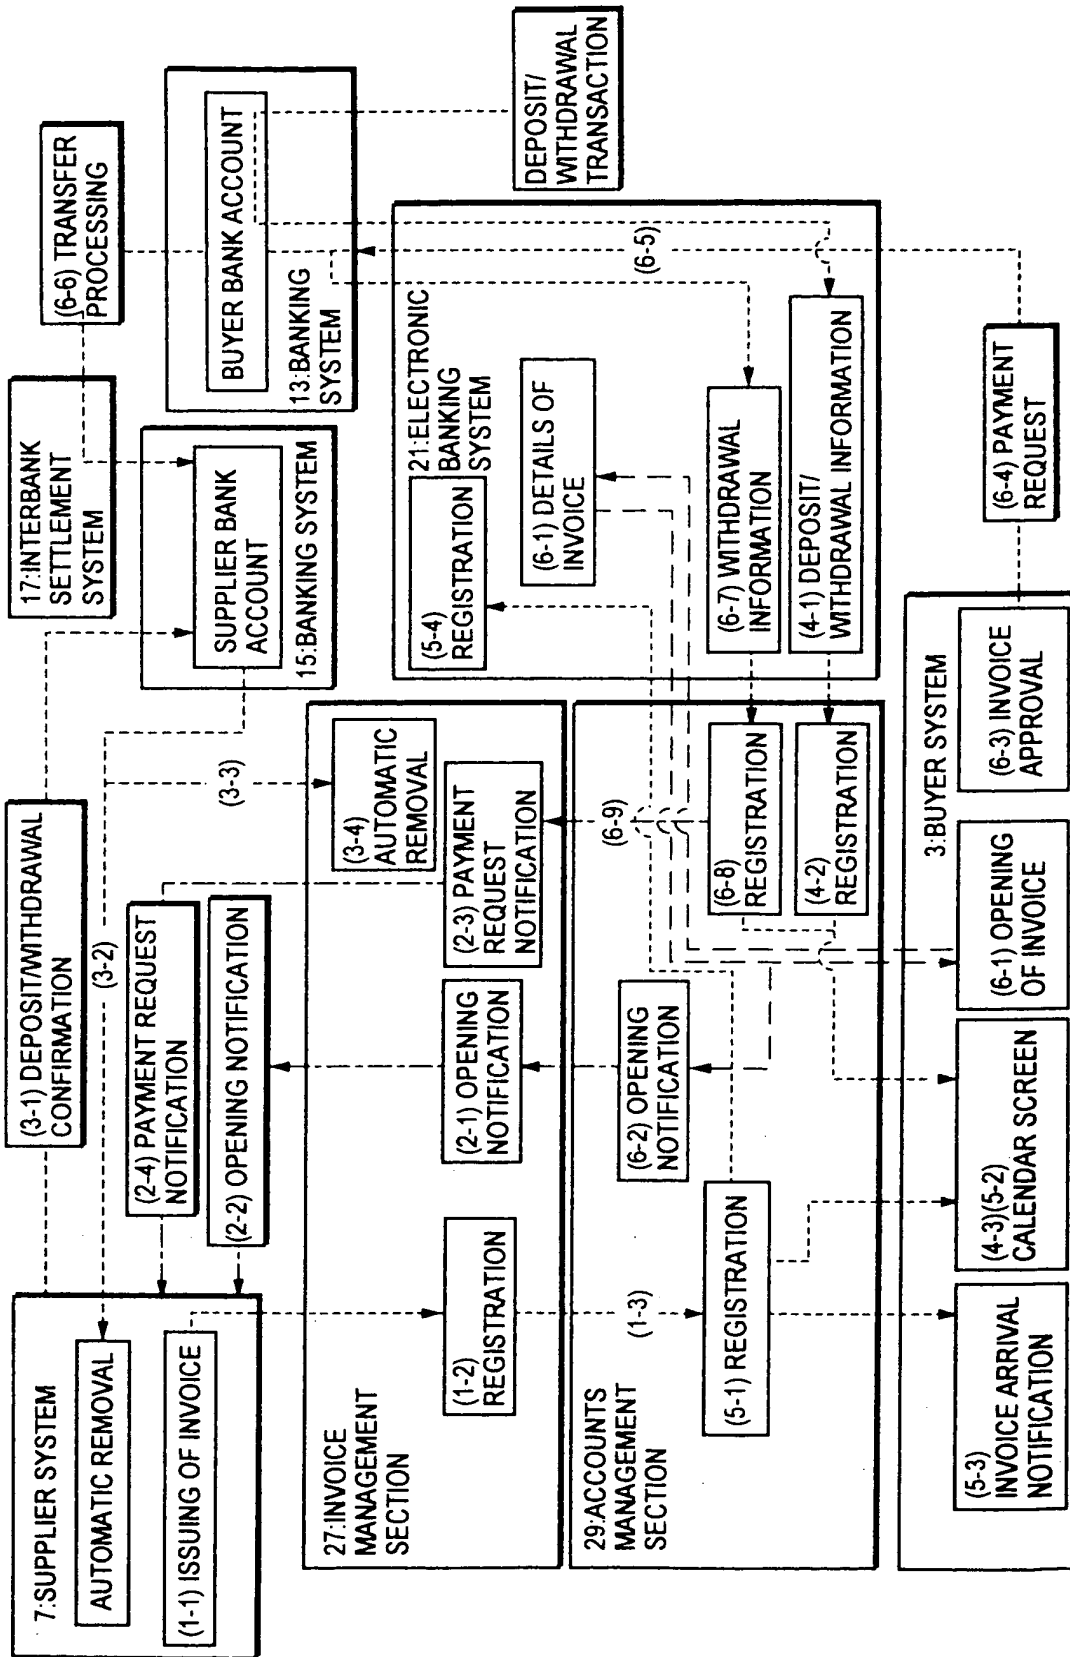 7:SUPPLIER SYSTEM
AUTOMATIC REMOVAL
(1-1) ISSUING OF INVOICE
(3-1) DEPOSIT/WITHDRAWAL
CONFIRMATION
(3-2)
(2-4) PAYMENT REQUEST
NOTIFICATION
(2-2) OPENING NOTIFICATION
(3-3)
17:INTERBANK
SETTLEMENT
SYSTEM
SUPPLIER BANK
ACCOUNT
15:BANKING SYSTEM
(6-6) TRANSFER
PROCESSING
BUYER BANK ACCOUNT
13:BANKING
SYSTEM
DEPOSIT/
WITHDRAWAL
TRANSACTION
27:INVOICE
MANAGEMENT
SECTION
(1-2)
REGISTRATION
(2-1) OPENING
NOTIFICATION
(3-4)
AUTOMATIC
REMOVAL
(2-3) PAYMENT
REQUEST
NOTIFICATION
21:ELECTRONIC
BANKING
SYSTEM
(5-4)
REGISTRATION
(6-1) DETAILS OF
INVOICE
(6-7) WITHDRAWAL
INFORMATION
(4-1) DEPOSIT/
WITHDRAWAL INFORMATION
(6-5)
29:ACCOUNTS
MANAGEMENT
SECTION
(1-3)
(5-1) REGISTRATION
(6-2) OPENING
NOTIFICATION
(6-9)
(6-8)
REGISTRATION
(4-2)
REGISTRATION
3:BUYER SYSTEM
(5-3)
INVOICE ARRIVAL
NOTIFICATION
(4-3)(5-2)
CALENDAR SCREEN
(6-1) OPENING
OF INVOICE
(6-3) INVOICE
APPROVAL
(6-4) PAYMENT
REQUEST